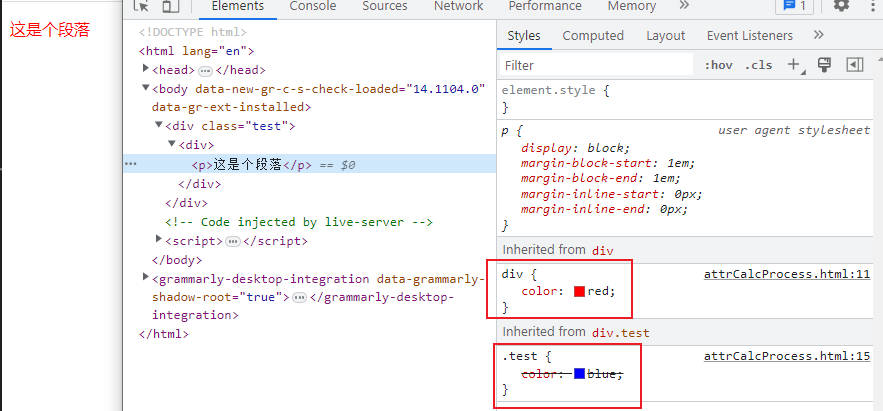 这是个段落
Elements Console Sources Network Performance Memory » 1
<!DOCTYPE html>
<html lang="en">
<head>…</head>
<body data-new-gr-c-s-check-loaded="14.1104.0"
data-gr-ext-installed>
<div class="test">
<div>
<p>这是个段落</p> == $0
</div>
</div>
<!-- Code injected by live-server -->
<script>…</script>
</body>
<grammarly-desktop-integration data-grammarly-
shadow-root="true">…</grammarly-desktop-
integration>
</html>
Styles Computed Layout Event Listeners »
Filter :hov .cls +
element.style {
}
p { user agent stylesheet
display: block;
margin-block-start: 1em;
margin-block-end: 1em;
margin-inline-start: 0px;
margin-inline-end: 0px;
}
Inherited from div
div { attrCalcProcess.html:11
color: red;
}
Inherited from div.test
.test { attrCalcProcess.html:15
color: blue;
}